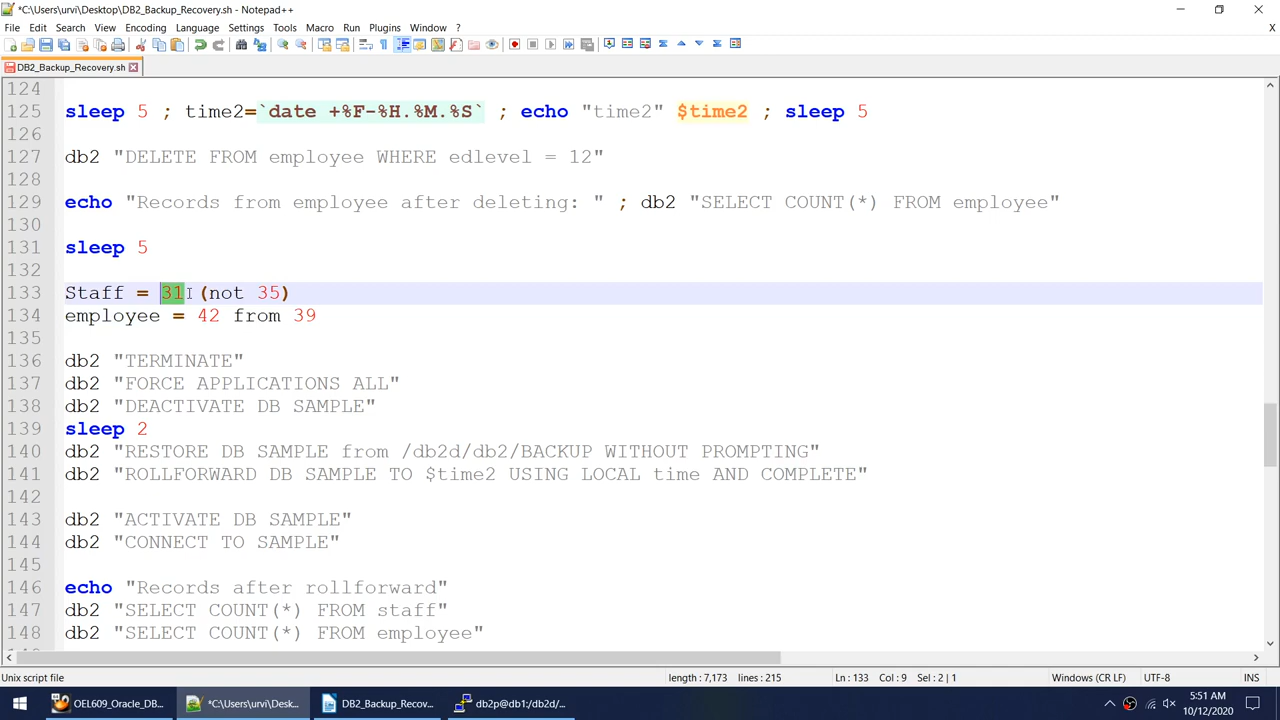 *C:\Users\urvi\Desktop\DB2_Backup_Recovery.sh - Notepad++
File Edit Search View Encoding Language Settings Tools Macro Run Plugins Window ? X
DB2_Backup_Recovery.sh
124
125 sleep 5 ; time2=`date +%F-%H.%M.%S` ; echo "time2" $time2 ; sleep 5
126
127 db2 "DELETE FROM employee WHERE edlevel = 12"
128
129 echo "Records from employee after deleting: " ; db2 "SELECT COUNT(*) FROM employee"
130
131 sleep 5
132
133 Staff = 31 (not 35)
134 employee = 42 from 39
135
136 db2 "TERMINATE"
137 db2 "FORCE APPLICATIONS ALL"
138 db2 "DEACTIVATE DB SAMPLE"
139 sleep 2
140 db2 "RESTORE DB SAMPLE from /db2d/db2/BACKUP WITHOUT PROMPTING"
141 db2 "ROLLFORWARD DB SAMPLE TO $time2 USING LOCAL time AND COMPLETE"
142
143 db2 "ACTIVATE DB SAMPLE"
144 db2 "CONNECT TO SAMPLE"
145
146 echo "Records after rollforward"
147 db2 "SELECT COUNT(*) FROM staff"
148 db2 "SELECT COUNT(*) FROM employee"
Unix script file length : 7,173 lines : 215 Ln : 133 Col : 9 Sel : 2 | 1 Windows (CR LF) UTF-8 INS
OEL609_Oracle_DB... *C:\Users\urvi\Desk... DB2_Backup_Recov... db2p@db1:/db2d/... 5:51 AM
10/12/2020